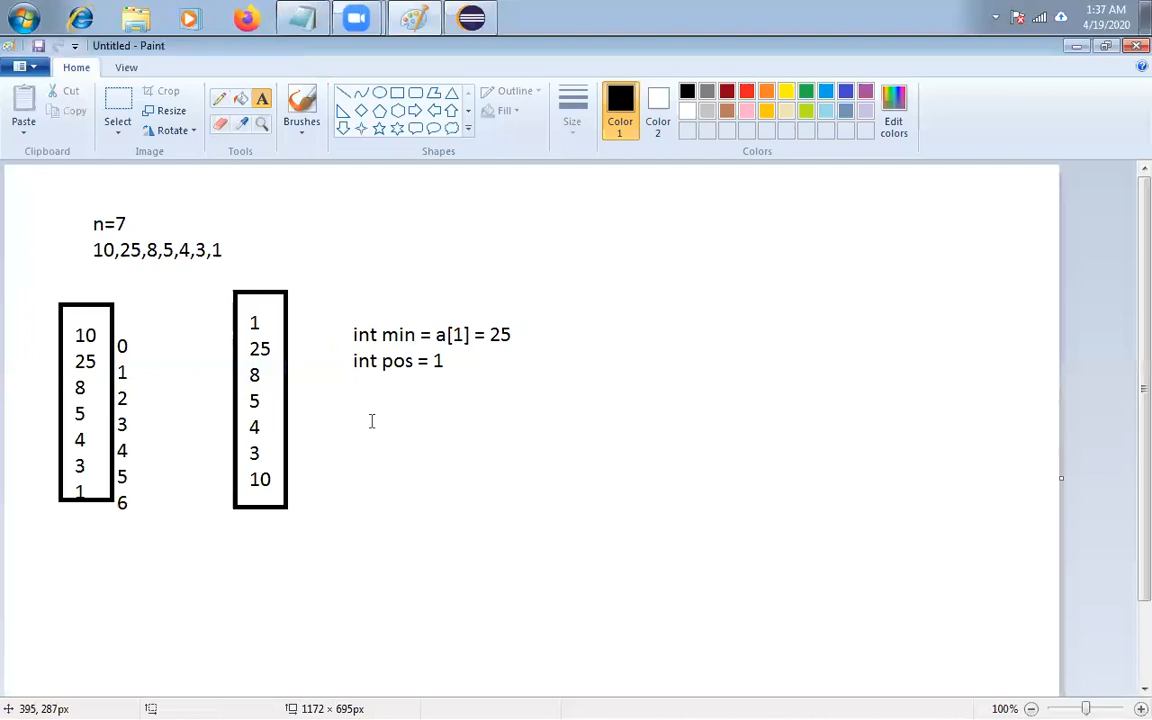 1:37 AM
4/19/2020
Untitled - Paint
Home
View
Paste
Cut
Copy
Clipboard
Select
Crop
Resize
Rotate
Image
Tools
Brushes
Shapes
Outline
Fill
Size
Color
1
Color
2
Edit
colors
Colors
n=7
10,25,8,5,4,3,1
10
25
8
5
4
3
1
0
1
2
3
4
5
6
1
25
8
5
4
3
10
int min = a[1] = 25
int pos = 1
395, 287px
1172 × 695px
100%